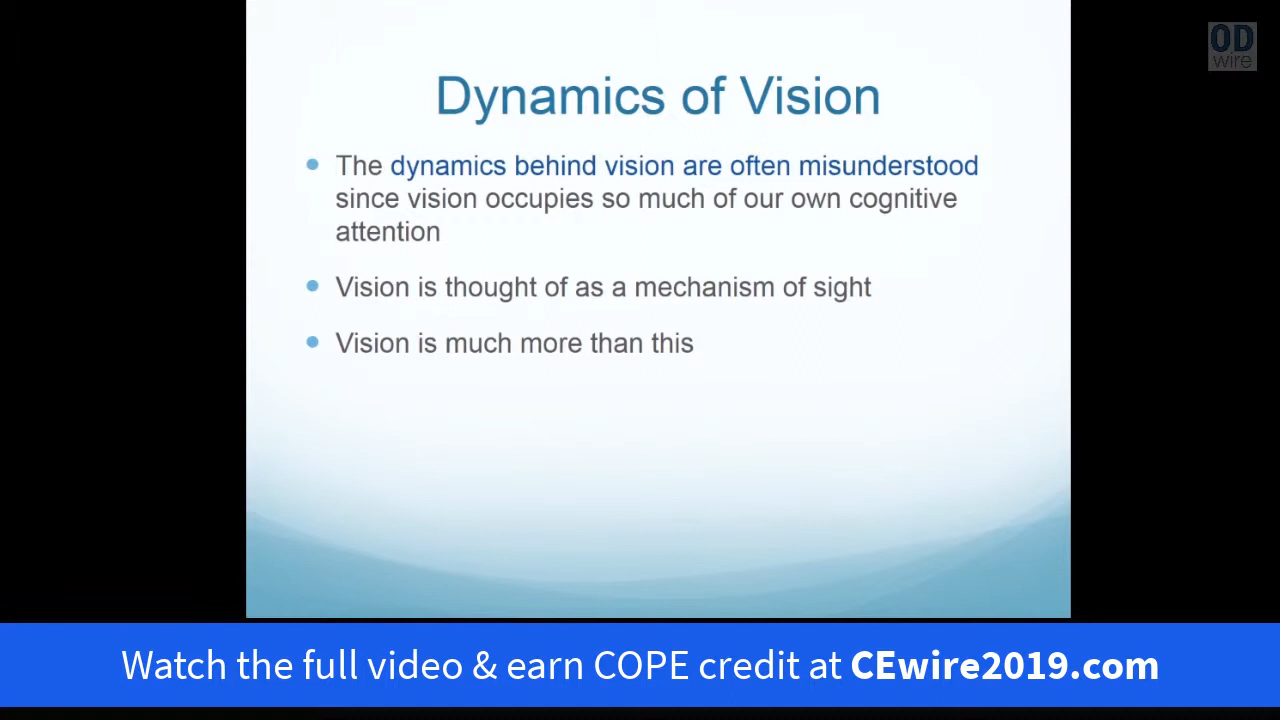 OD
wire
Dynamics of Vision
• The dynamics behind vision are often misunderstood
since vision occupies so much of our own cognitive
attention
• Vision is thought of as a mechanism of sight
• Vision is much more than this
Watch the full video & earn COPE credit at CEwire2019.com